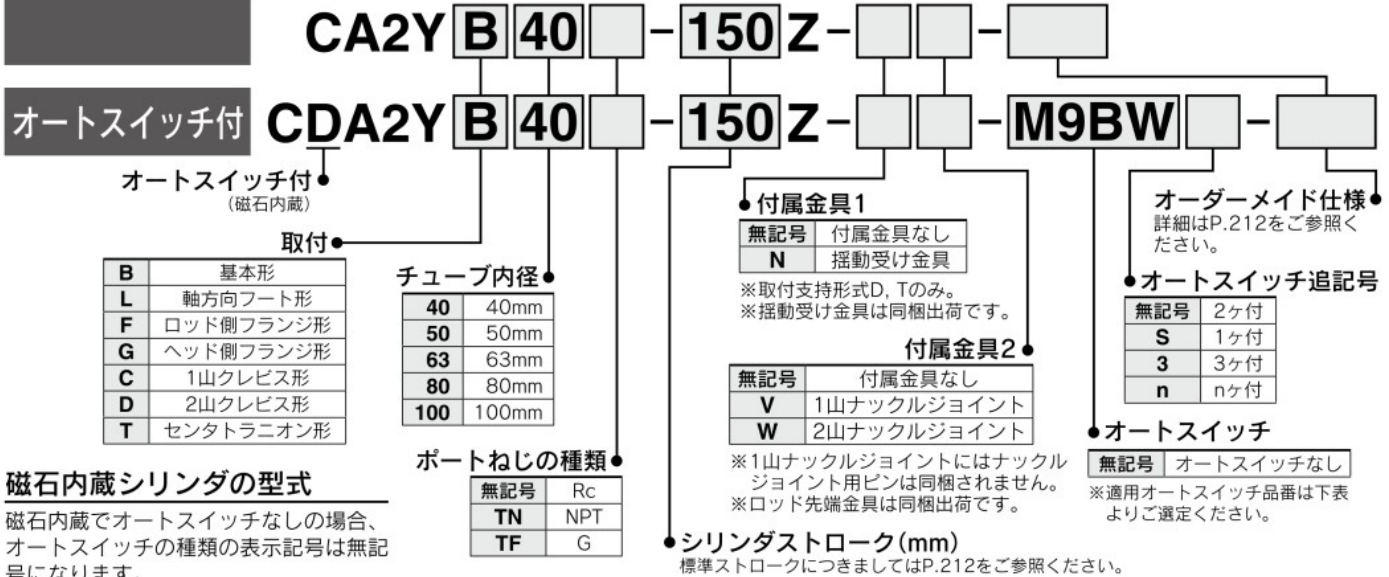 CA2Y B 40 - 150 Z - -
オートスイッチ付 CDA2Y B 40 - 150 Z - - M9BW -
オートスイッチ付
(磁石内蔵)
取付
B 基本形
L 軸方向フート形
F ロッド側フランジ形
G ヘッド側フランジ形
C 1山クレビス形
D 2山クレビス形
T センタトラニオン形
チューブ内径
40 40mm
50 50mm
63 63mm
80 80mm
100 100mm
ポートねじの種類
無記号 Rc
TN NPT
TF G
付属金具1
無記号 付属金具なし
N 揺動受け金具
※取付支持形式D, Tのみ。
※揺動受け金具は同梱出荷です。
付属金具2
無記号 付属金具なし
V 1山ナックルジョイント
W 2山ナックルジョイント
※1山ナックルジョイントにはナックル
ジョイント用ピンは同梱されません。
※ロッド先端金具は同梱出荷です。
シリンダストローク(mm)
標準ストロークにつきましてはP.212をご参照ください。
オーダーメイド仕様
詳細はP.212をご参照く
ださい。
オートスイッチ追記号
無記号 2ヶ付
S 1ヶ付
3 3ヶ付
n nヶ付
オートスイッチ
無記号 オートスイッチなし
※適用オートスイッチ品番は下表
よりご選定ください。
磁石内蔵シリンダの型式
磁石内蔵でオートスイッチなしの場合、
オートスイッチの種類の表示記号は無記
号になります。